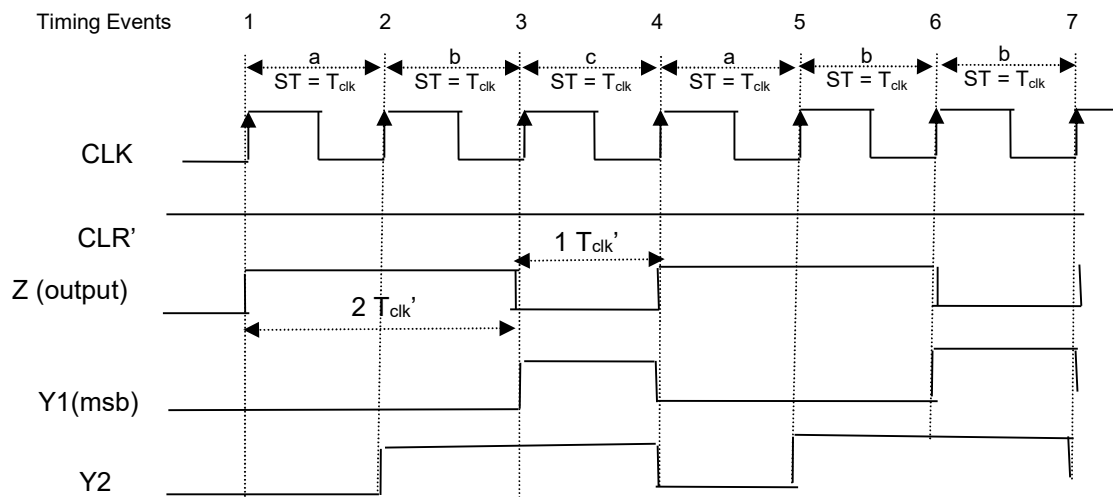 Timing Events 1 2 3 4 5 6 7
a b c a b b
ST = Tclk ST = Tclk ST = Tclk ST = Tclk ST = Tclk ST = Tclk
CLK
CLR’
1 Tclk’
Z (output)
2 Tclk’
Y1(msb)
Y2